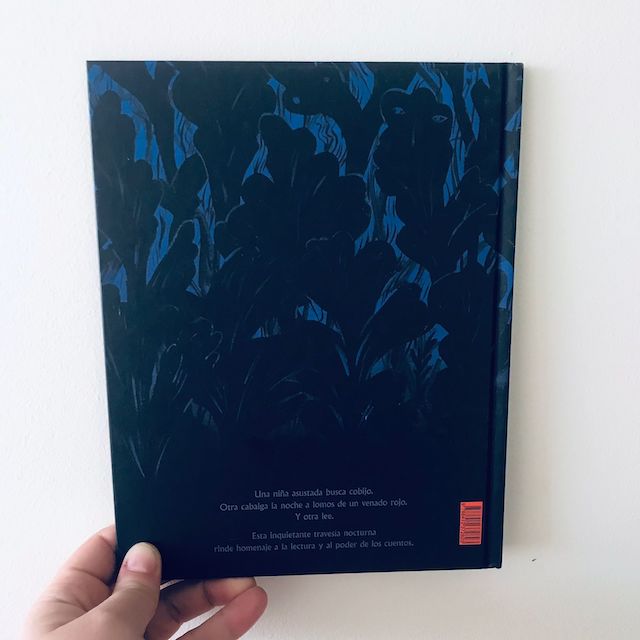 Una niña asustada busca cobijo.
Otra cabalga la noche a lomos de un venado rojo.
Y otra lee.
Esta inquietante travesía nocturna
rinde homenaje a la lectura y al poder de los cuentos.